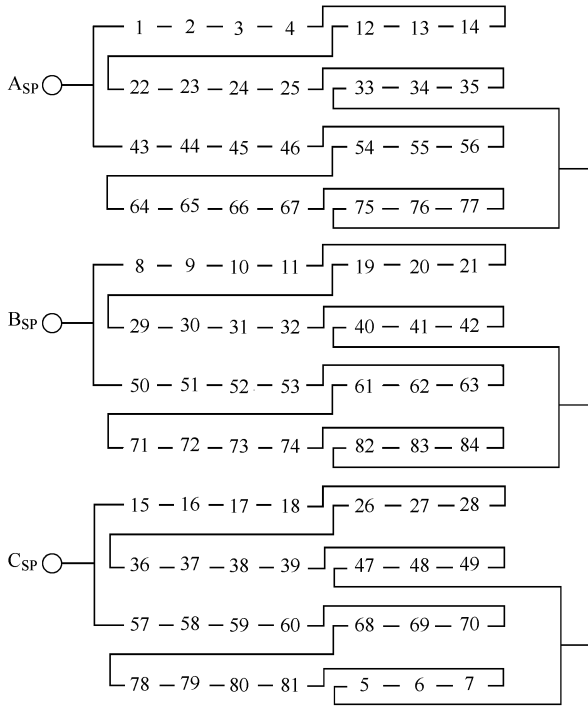 1 – 2 – 3 – 4 12 – 13 – 14
A_SP 22 – 23 – 24 – 25 33 – 34 – 35
43 – 44 – 45 – 46 54 – 55 – 56
64 – 65 – 66 – 67 75 – 76 – 77
8 – 9 – 10 – 11 19 – 20 – 21
B_SP 29 – 30 – 31 – 32 40 – 41 – 42
50 – 51 – 52 – 53 61 – 62 – 63
71 – 72 – 73 – 74 82 – 83 – 84
15 – 16 – 17 – 18 26 – 27 – 28
C_SP 36 – 37 – 38 – 39 47 – 48 – 49
57 – 58 – 59 – 60 68 – 69 – 70
78 – 79 – 80 – 81 5 – 6 – 7